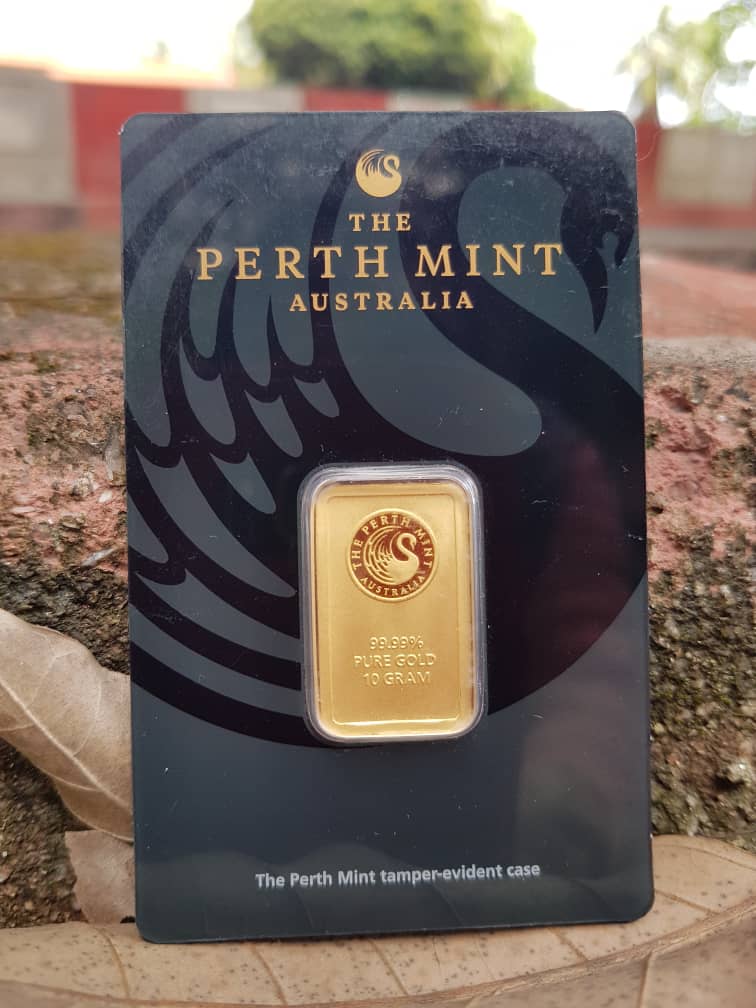 THE
PERTH MINT
AUSTRALIA
THE PERTH MINT
AUSTRALIA
99.99%
PURE GOLD
10 GRAM
The Perth Mint tamper-evident case